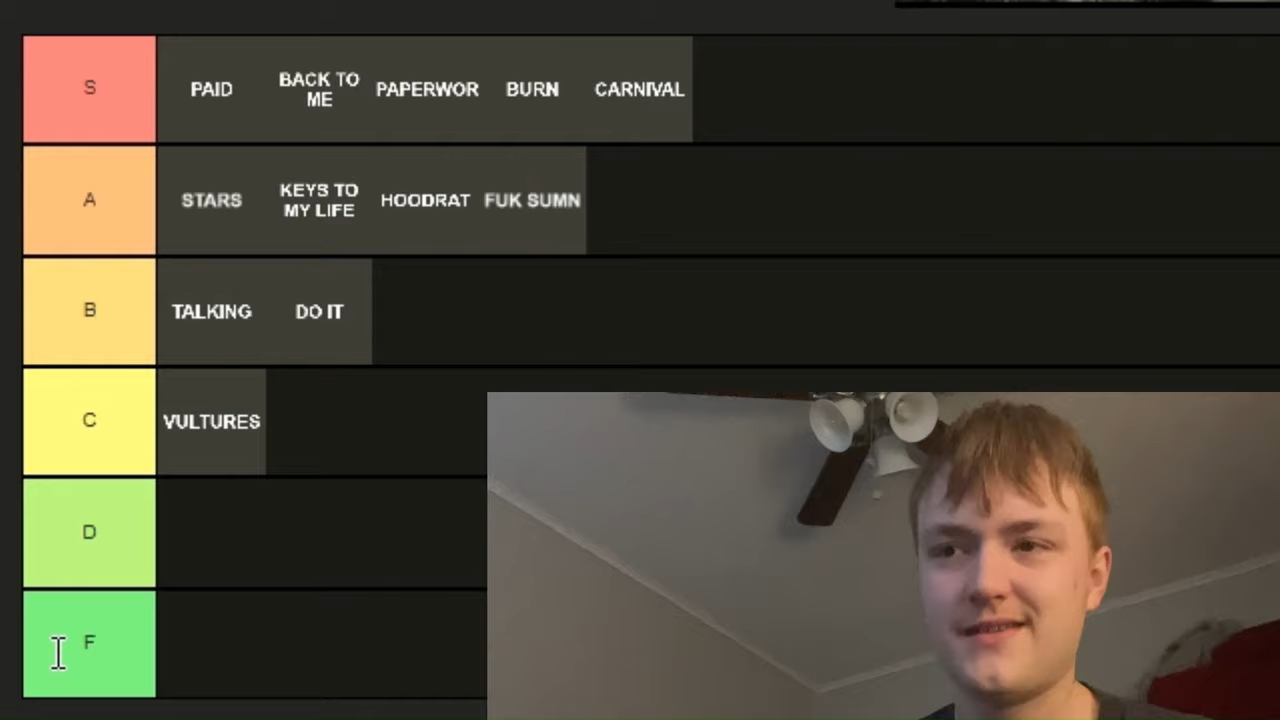 S
PAID
BACK TO
ME
PAPERWOR
BURN
CARNIVAL
A
STARS
KEYS TO
MY LIFE
HOODRAT
FUK SUMN
B
TALKING
DO IT
C
VULTURES
D
F